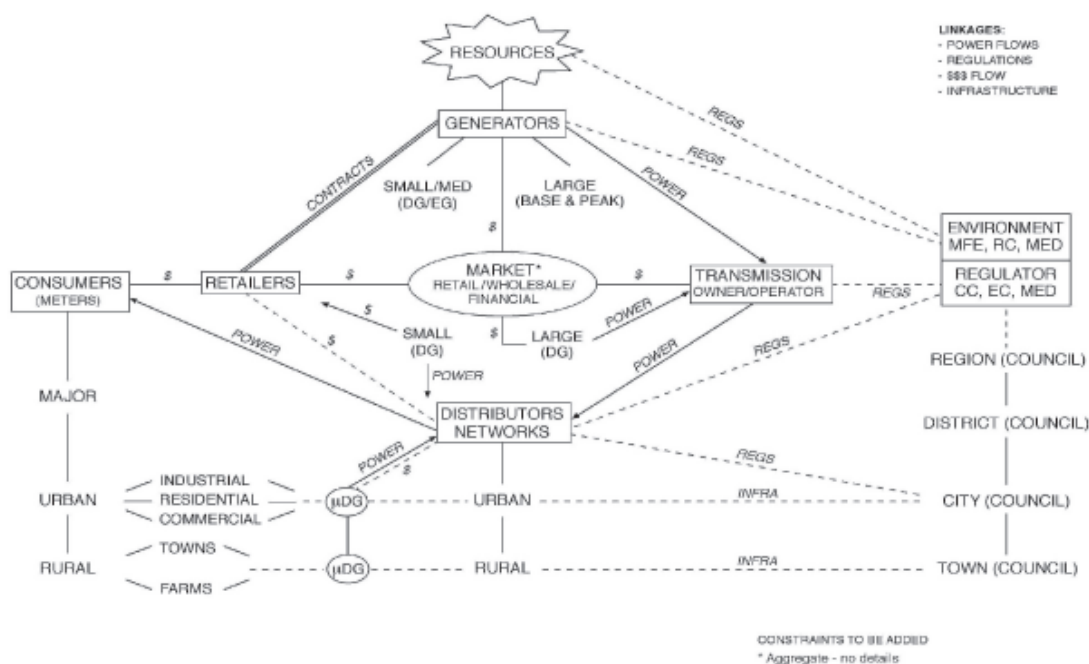 RESOURCES
LINKAGES:
- POWER FLOWS
- REGULATIONS
- $$$ FLOW
- INFRASTRUCTURE
REGS
GENERATORS
REGS
CONTRACTS
SMALL/MED
(DG/EG)
LARGE
(BASE & PEAK)
POWER
$
$
ENVIRONMENT
MFE, RC, MED
CONSUMERS
(METERS)
$
RETAILERS
$
MARKET*
RETAIL/WHOLESALE/
FINANCIAL
$
TRANSMISSION
OWNER/OPERATOR
REGS
REGULATOR
CC, EC, MED
$
SMALL
(DG)
$
LARGE
(DG)
POWER
$
POWER
POWER
POWER
REGS
REGION (COUNCIL)
MAJOR
DISTRIBUTORS
NETWORKS
DISTRICT (COUNCIL)
POWER
$
REGS
URBAN
INDUSTRIAL
RESIDENTIAL
COMMERCIAL
µDG
URBAN
INFRA
CITY (COUNCIL)
RURAL
TOWNS
FARMS
µDG
RURAL
INFRA
TOWN (COUNCIL)
CONSTRAINTS TO BE ADDED
* Aggregate - no details